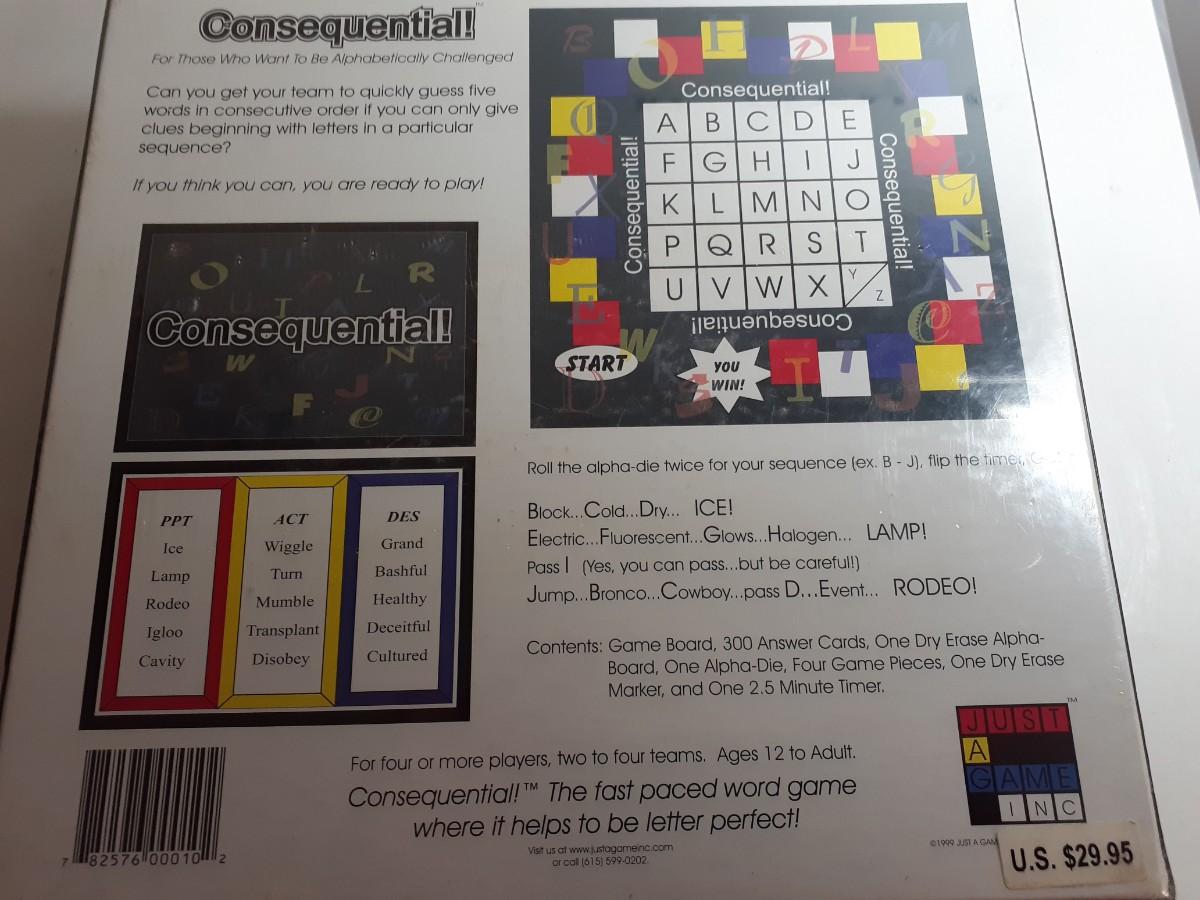 Consequential!™
For Those Who Want To Be Alphabetically Challenged
Can you get your team to quickly guess five
words in consecutive order if you can only give
clues beginning with letters in a particular
sequence?
If you think you can, you are ready to play!
Consequential!
Consequential!
Consequential!
Consequential!
A B C D E
F G H I J
K L M N O
P Q R S T
U V W X Y Z
START
YOU
WIN!
Consequential!
PPT
Ice
Lamp
Rodeo
Igloo
Cavity
ACT
Wiggle
Turn
Mumble
Transplant
Disobey
DES
Grand
Bashful
Healthy
Deceitful
Cultured
Roll the alpha-die twice for your sequence (ex. B - J), flip the timer,
Block...Cold...Dry... ICE!
Electric...Fluorescent...Glows...Halogen... LAMP!
Pass I (Yes, you can pass...but be careful!)
Jump...Bronco...Cowboy...pass D...Event... RODEO!
Contents: Game Board, 300 Answer Cards, One Dry Erase Alpha-
Board, One Alpha-Die, Four Game Pieces, One Dry Erase
Marker, and One 2.5 Minute Timer.
For four or more players, two to four teams. Ages 12 to Adult.
Consequential!™ The fast paced word game
where it helps to be letter perfect!
Visit us at www.justagameinc.com
or call (615) 599-0202.
7 82576 00010 2
JUST
A
GAME
INC
™
©1999 JUST A GAM
U.S. $29.95